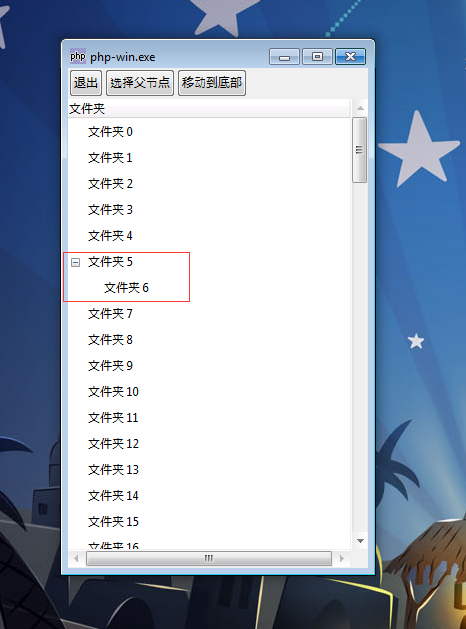 php php-win.exe
退出 选择父节点 移动到底部
文件夹
文件夹 0
文件夹 1
文件夹 2
文件夹 3
文件夹 4
文件夹 5
文件夹 6
文件夹 7
文件夹 8
文件夹 9
文件夹 10
文件夹 11
文件夹 12
文件夹 13
文件夹 14
文件夹 15
文件夹 16